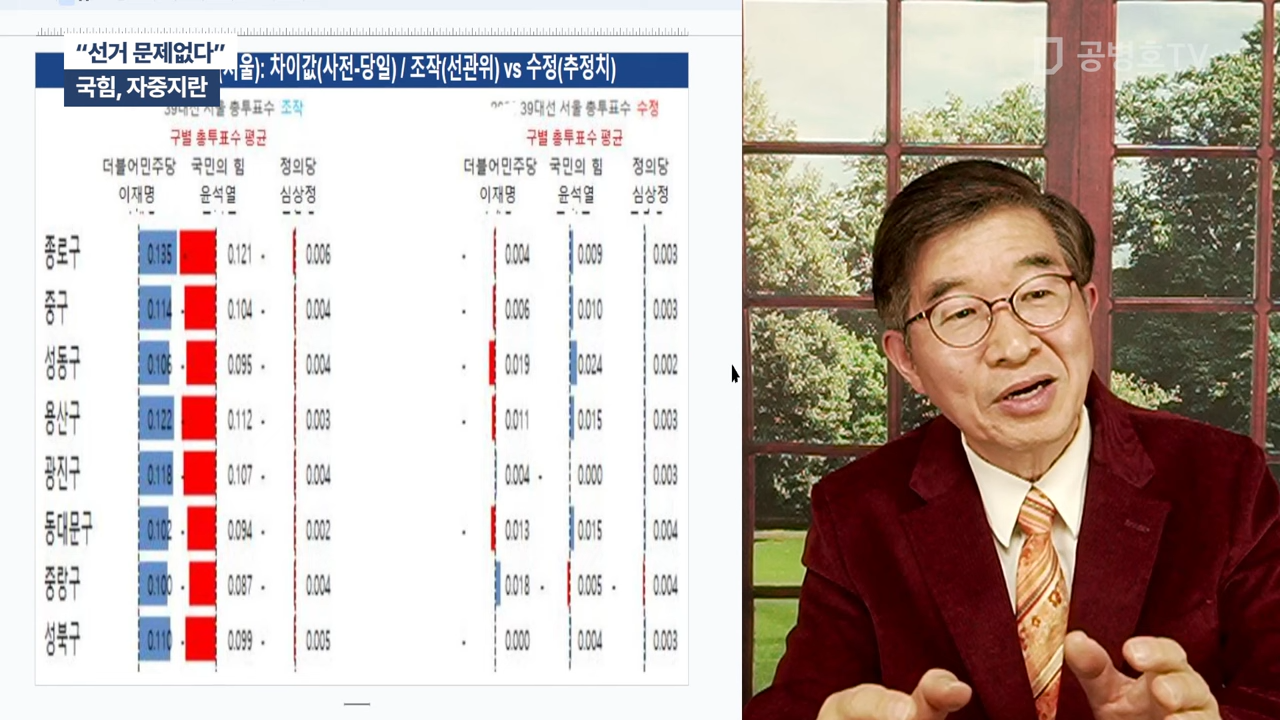 “선거 문제없다”
국힘, 자중지란
서울): 차이값(사전-당일) / 조작(선관위) vs 수정(추정치)
공병호TV
39대선 서울 총투표수 조작
39대선 서울 총투표수 수정
구별 총투표수 평균
구별 총투표수 평균
더불어민주당 국민의 힘 정의당
더불어민주당 국민의 힘 정의당
이재명 윤석열 심상정
이재명 윤석열 심상정
종로구 0.135 - 0.121 - 0.006 - 0.004 0.009 0.003
중구 0.114 - 0.104 - 0.004 - 0.006 0.010 0.003
성동구 0.106 - 0.095 - 0.004 - 0.019 0.024 0.002
용산구 0.122 - 0.112 - 0.003 - 0.011 0.015 0.003
광진구 0.118 - 0.107 - 0.004 0.004 - 0.000 0.003
동대문구 0.102 - 0.094 - 0.002 - 0.013 0.015 0.004
중랑구 0.100 - 0.087 - 0.004 0.018 - 0.005 - 0.004
성북구 0.110 - 0.099 - 0.005 - 0.000 0.004 0.003